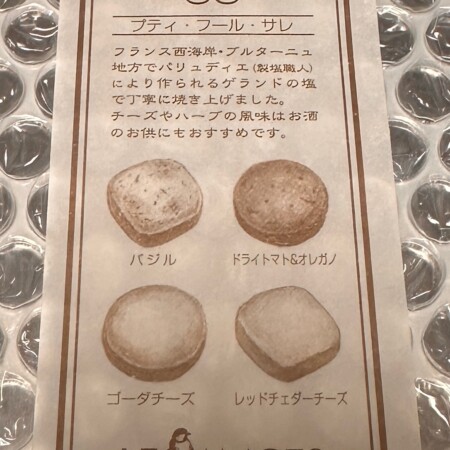 プティ・フール・サレ
フランス西海岸・ブルターニュ
地方でパリュディエ(製塩職人)
により作られるゲランドの塩
で丁寧に焼き上げました。
チーズやハーブの風味はお酒
のお供にもおすすめです。
バジル
ドライトマト&オレガノ
ゴーダチーズ
レッドチェダーチーズ